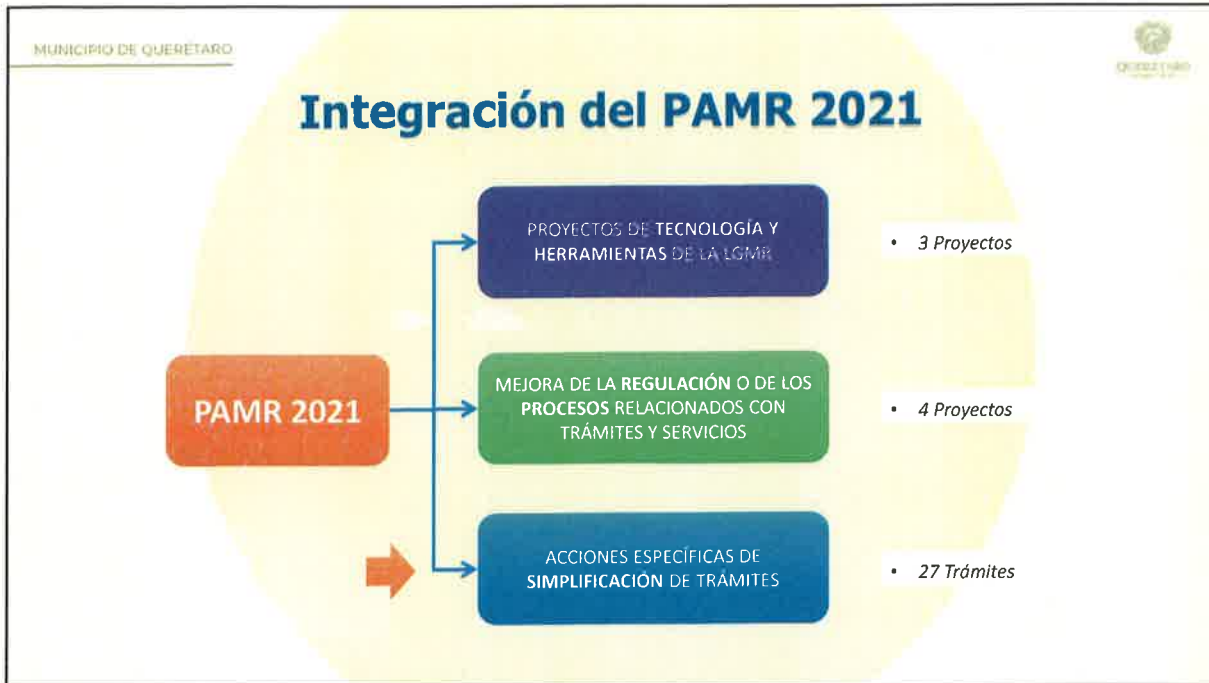 MUNICIPIO DE QUERÉTARO
QUERÉTARO
Integración del PAMR 2021
PROYECTOS DE TECNOLOGÍA Y
HERRAMIENTAS DE LA LGMR
• 3 Proyectos
PAMR 2021
MEJORA DE LA REGULACIÓN O DE LOS
PROCESOS RELACIONADOS CON
TRÁMITES Y SERVICIOS
• 4 Proyectos
ACCIONES ESPECÍFICAS DE
SIMPLIFICACIÓN DE TRÁMITES
• 27 Trámites